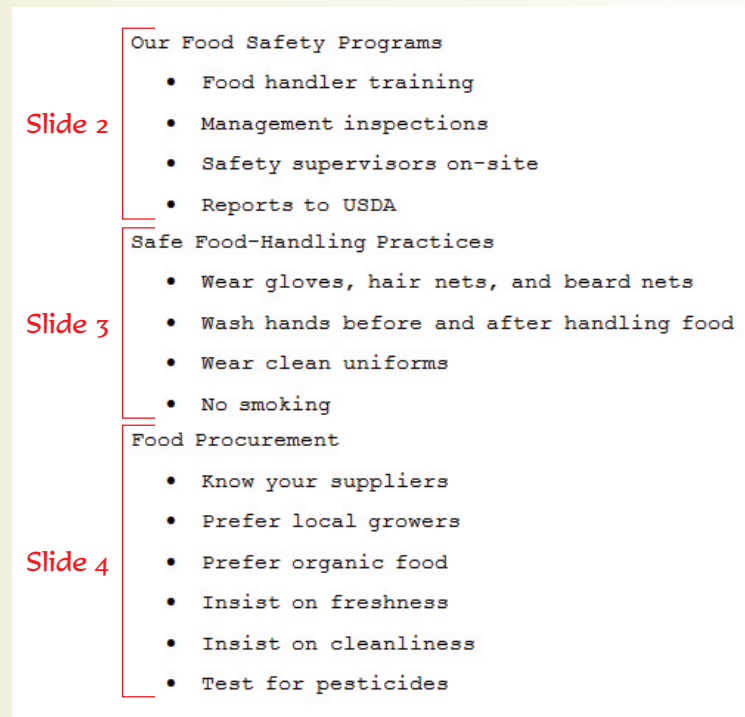 Our Food Safety Programs
• Food handler training
Slide 2
• Management inspections
• Safety supervisors on-site
• Reports to USDA
Safe Food-Handling Practices
• Wear gloves, hair nets, and beard nets
Slide 3
• Wash hands before and after handling food
• Wear clean uniforms
• No smoking
Food Procurement
• Know your suppliers
• Prefer local growers
Slide 4
• Prefer organic food
• Insist on freshness
• Insist on cleanliness
• Test for pesticides